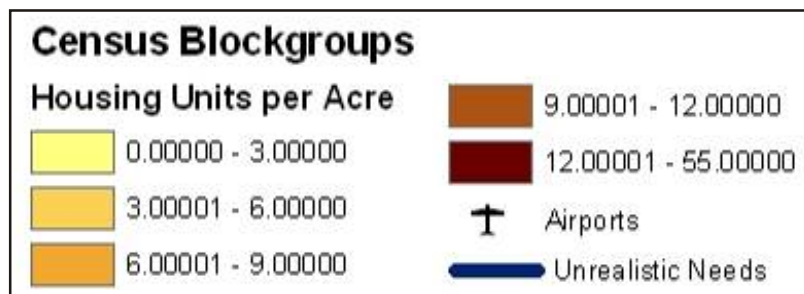 Census Blockgroups
Housing Units per Acre
0.00000 - 3.00000
3.00001 - 6.00000
6.00001 - 9.00000
9.00001 - 12.00000
12.00001 - 55.00000
Airports
Unrealistic Needs